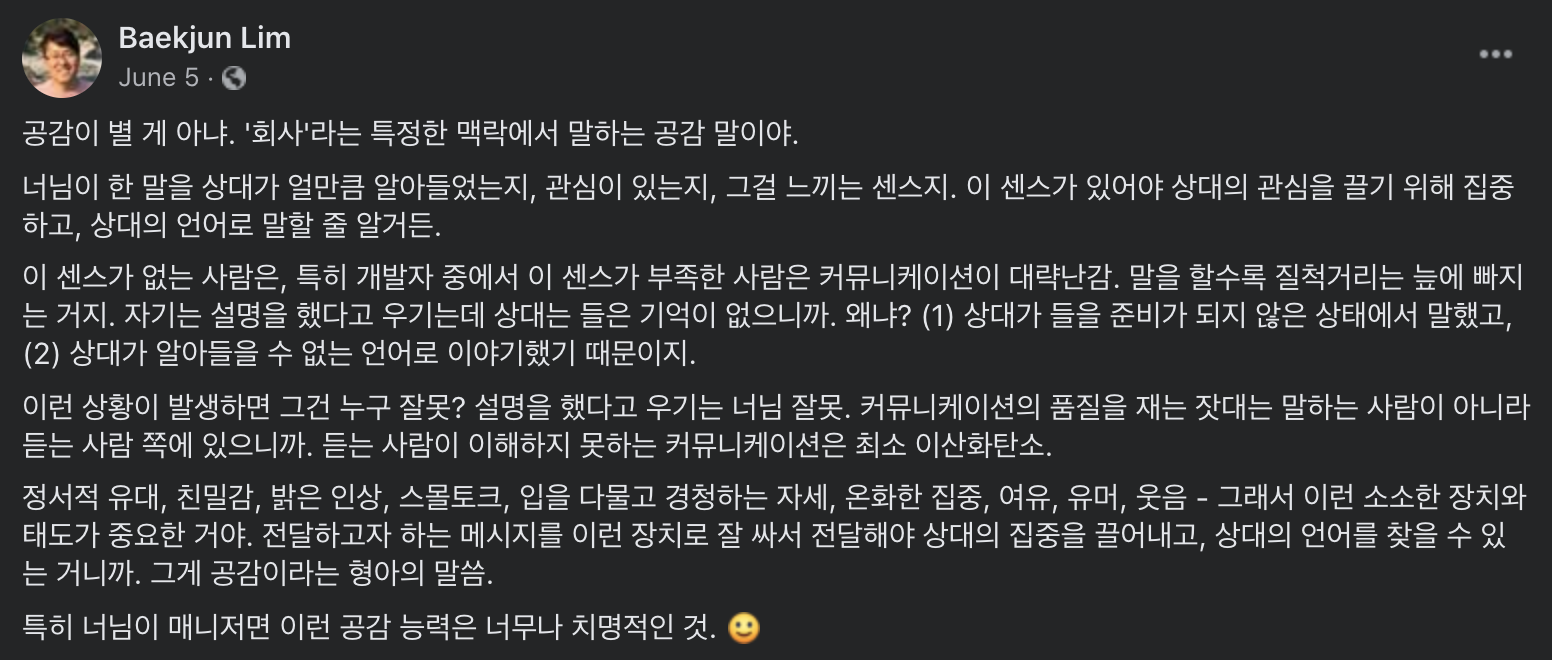 Baekjun Lim
June 5 ·
공감이 별 게 아냐. '회사'라는 특정한 맥락에서 말하는 공감 말이야.
너님이 한 말을 상대가 얼만큼 알아들었는지, 관심이 있는지, 그걸 느끼는 센스지. 이 센스가 있어야 상대의 관심을 끌기 위해 집중
하고, 상대의 언어로 말할 줄 알거든.
이 센스가 없는 사람은, 특히 개발자 중에서 이 센스가 부족한 사람은 커뮤니케이션이 대략난감. 말을 할수록 질척거리는 늪에 빠지
는 거지. 자기는 설명을 했다고 우기는데 상대는 들은 기억이 없으니까. 왜냐? (1) 상대가 들을 준비가 되지 않은 상태에서 말했고,
(2) 상대가 알아들을 수 없는 언어로 이야기했기 때문이지.
이런 상황이 발생하면 그건 누구 잘못? 설명을 했다고 우기는 너님 잘못. 커뮤니케이션의 품질을 재는 잣대는 말하는 사람이 아니라
듣는 사람 쪽에 있으니까. 듣는 사람이 이해하지 못하는 커뮤니케이션은 최소 이산화탄소.
정서적 유대, 친밀감, 밝은 인상, 스몰토크, 입을 다물고 경청하는 자세, 온화한 집중, 여유, 유머, 웃음 - 그래서 이런 소소한 장치와
태도가 중요한 거야. 전달하고자 하는 메시지를 이런 장치로 잘 싸서 전달해야 상대의 집중을 끌어내고, 상대의 언어를 찾을 수 있
는 거니까. 그게 공감이라는 형아의 말씀.
특히 너님이 매니저면 이런 공감 능력은 너무나 치명적인 것. 🙂